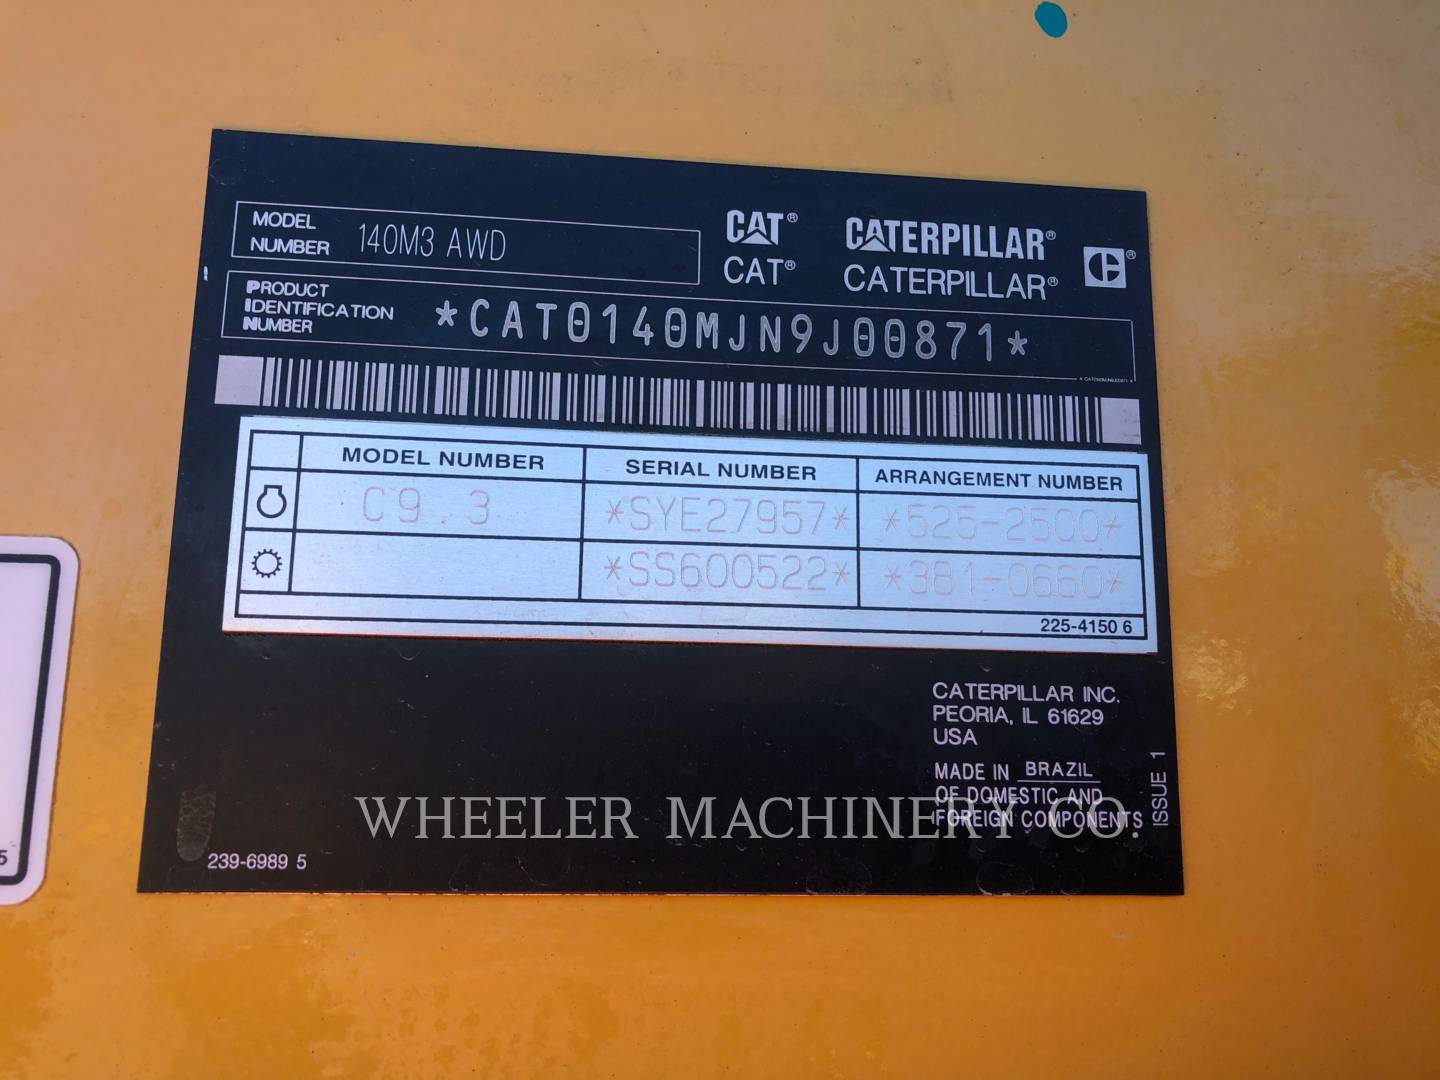 MODEL NUMBER 140M3 AWD
CAT® CATERPILLAR® C®
CAT® CATERPILLAR®
PRODUCT
IDENTIFICATION
NUMBER
*CAT0140MJN9J00871*
MODEL NUMBER SERIAL NUMBER ARRANGEMENT NUMBER
C9.3 *SYE27957* *525-2500*
*SS600522* *381-0660*
225-4150 6
CATERPILLAR INC.
PEORIA, IL 61629
USA
MADE IN BRAZIL
OF DOMESTIC AND
FOREIGN COMPONENTS
ISSUE 1
WHEELER MACHINERY CO.
239-6989 5
5